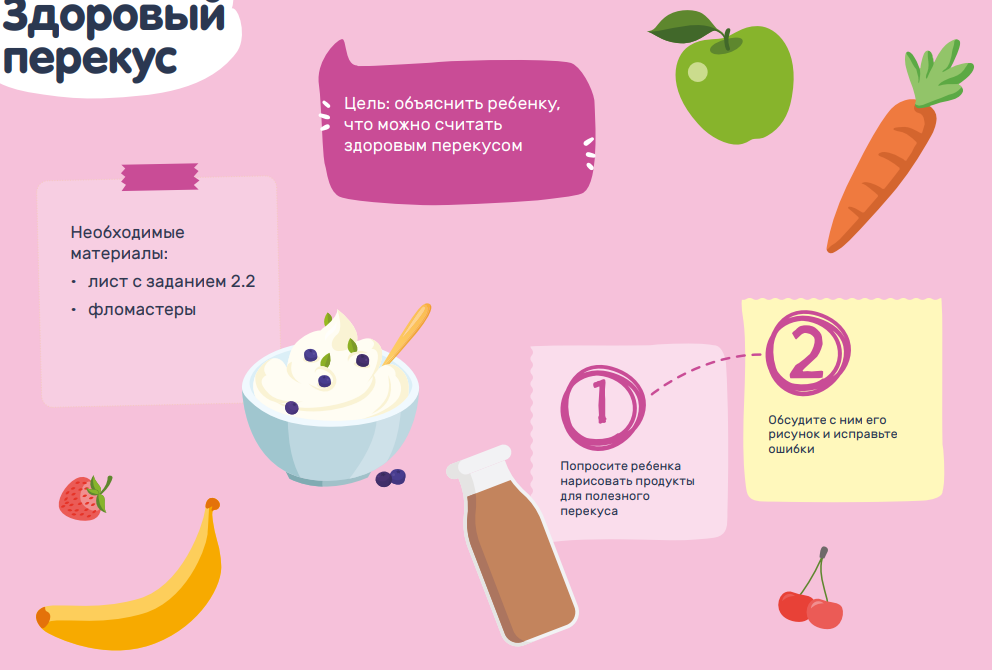 Здоровый
перекус
Цель: объяснить ребенку,
что можно считать
здоровым перекусом
Необходимые
материалы:
• лист с заданием 2.2
• фломастеры
1
Попросите ребенка
нарисовать продукты
для полезного
перекуса
2
Обсудите с ним его
рисунок и исправьте
ошибки